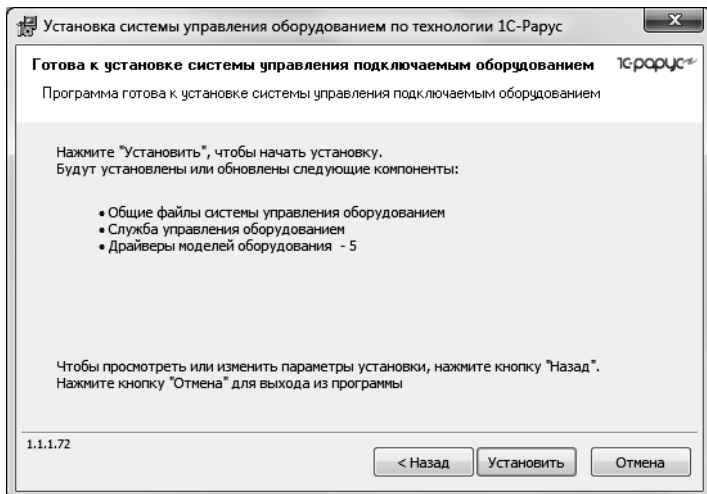 Установка системы управления оборудованием по технологии 1С-Рарус
Готова к установке системы управления подключаемым оборудованием
1С·рарус
Программа готова к установке системы управления подключаемым оборудованием
Нажмите "Установить", чтобы начать установку.
Будут установлены или обновлены следующие компоненты:
• Общие файлы системы управления оборудованием
• Служба управления оборудованием
• Драйверы моделей оборудования - 5
Чтобы просмотреть или изменить параметры установки, нажмите кнопку "Назад".
Нажмите кнопку "Отмена" для выхода из программы
1.1.1.72
< Назад
Установить
Отмена